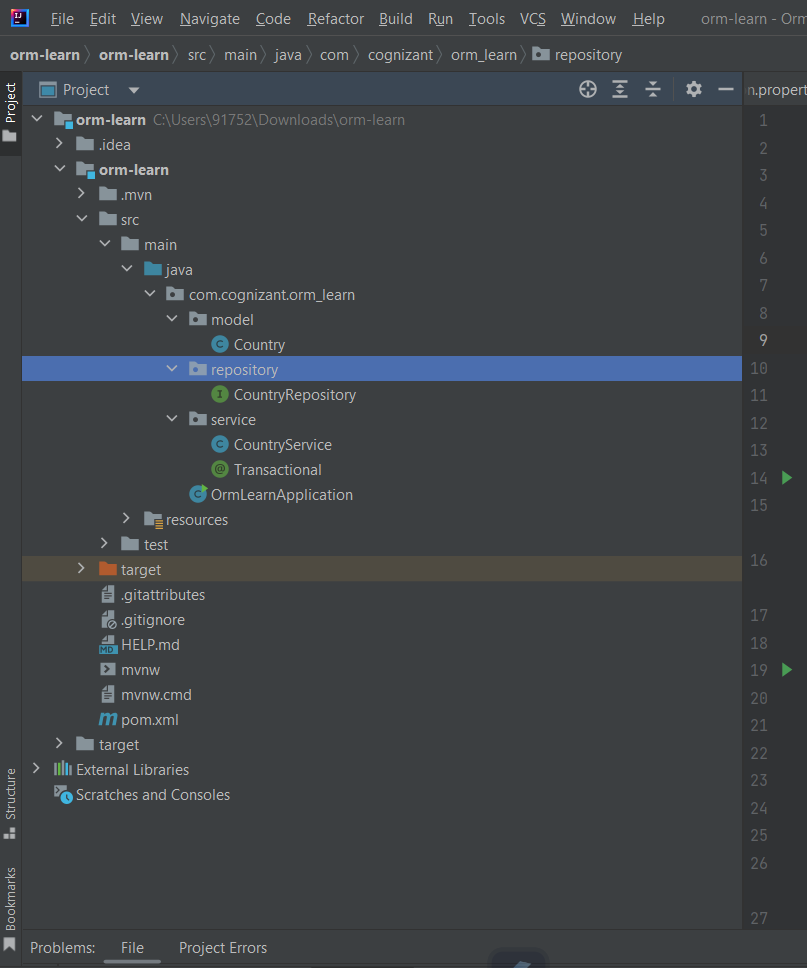 File Edit View Navigate Code Refactor Build Run Tools VCS Window Help orm-learn - Orm
orm-learn orm-learn src main java com cognizant orm_learn repository
Project
Project
n.propert
orm-learn C:\Users\91752\Downloads\orm-learn
.idea
orm-learn
.mvn
src
main
java
com.cognizant.orm_learn
model
Country
repository
CountryRepository
service
CountryService
Transactional
OrmLearnApplication
resources
test
target
.gitattributes
.gitignore
HELP.md
mvnw
mvnw.cmd
pom.xml
target
External Libraries
Scratches and Consoles
1
2
3
4
5
6
7
8
9
10
11
12
13
14
15
16
17
18
19
20
21
22
23
24
25
26
27
Structure
Bookmarks
Problems: File Project Errors